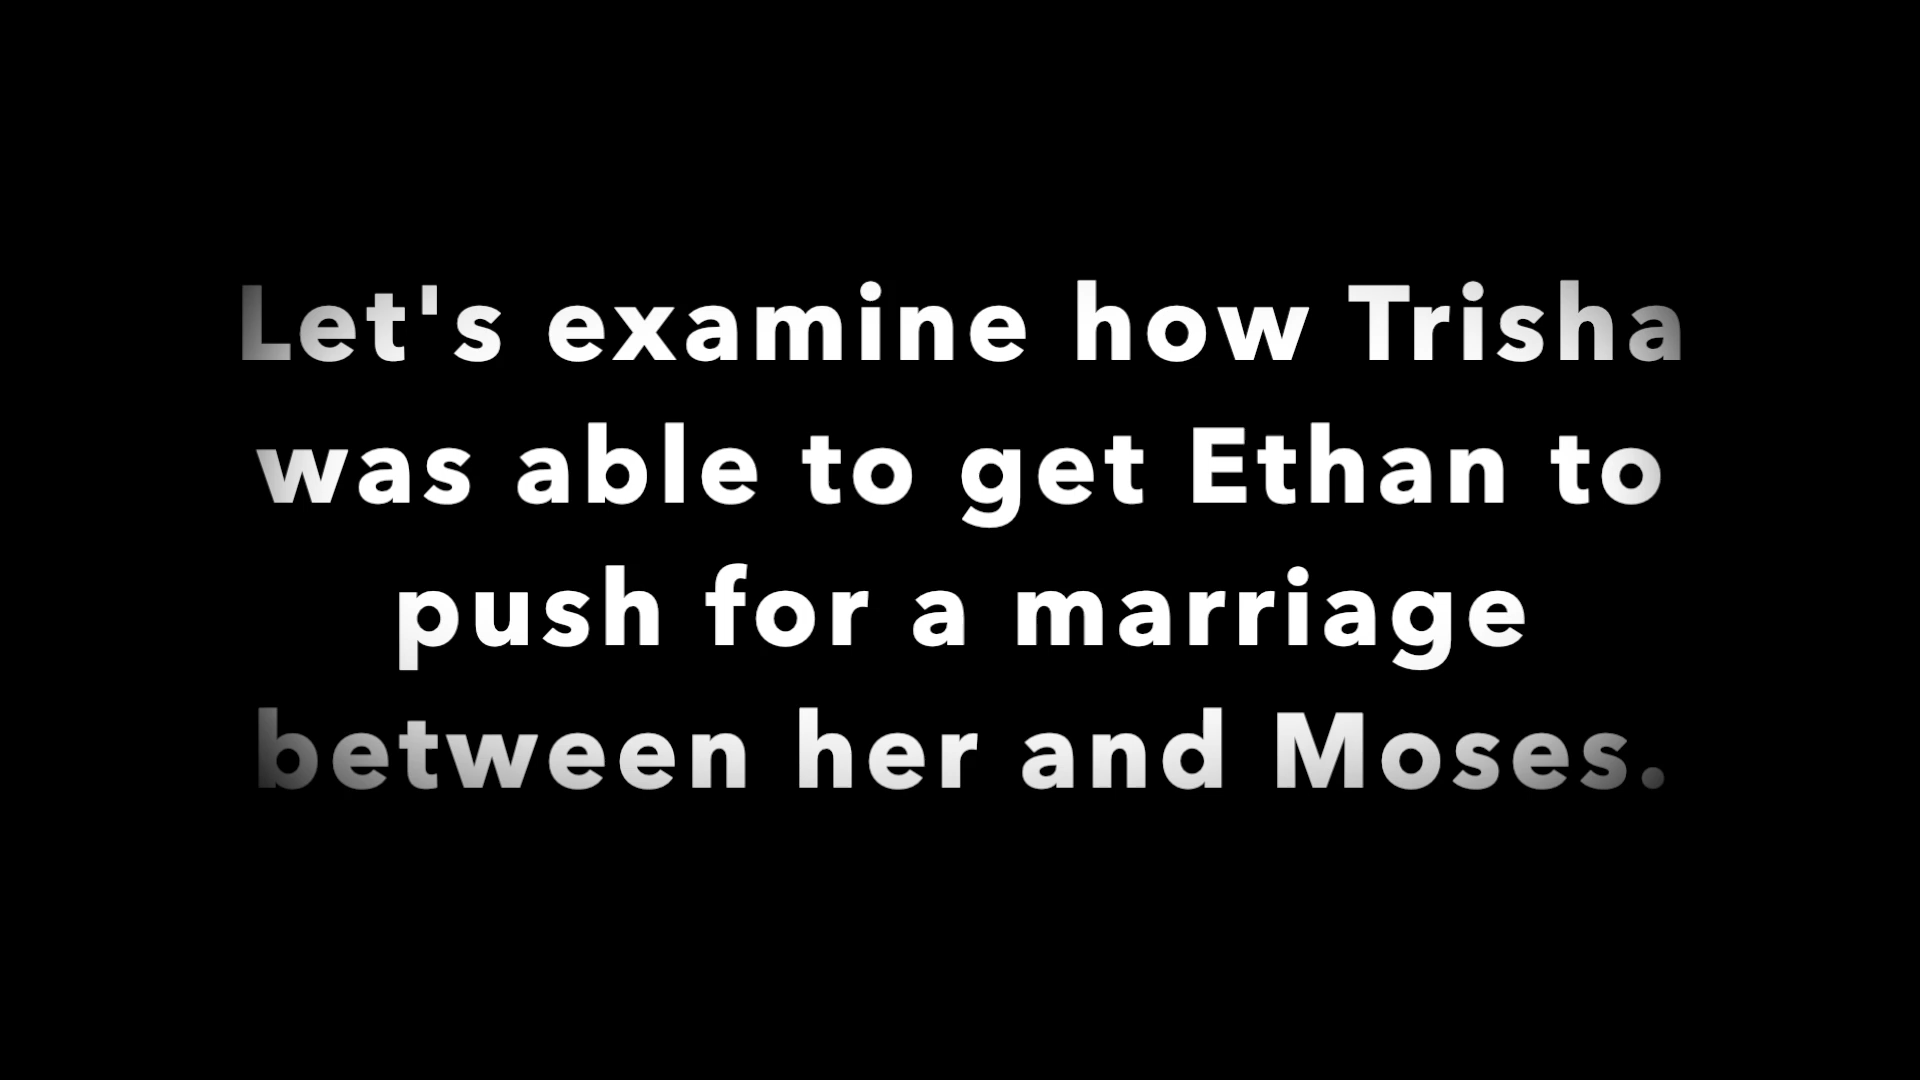 Let's examine how Trisha
was able to get Ethan to
push for a marriage
between her and Moses.